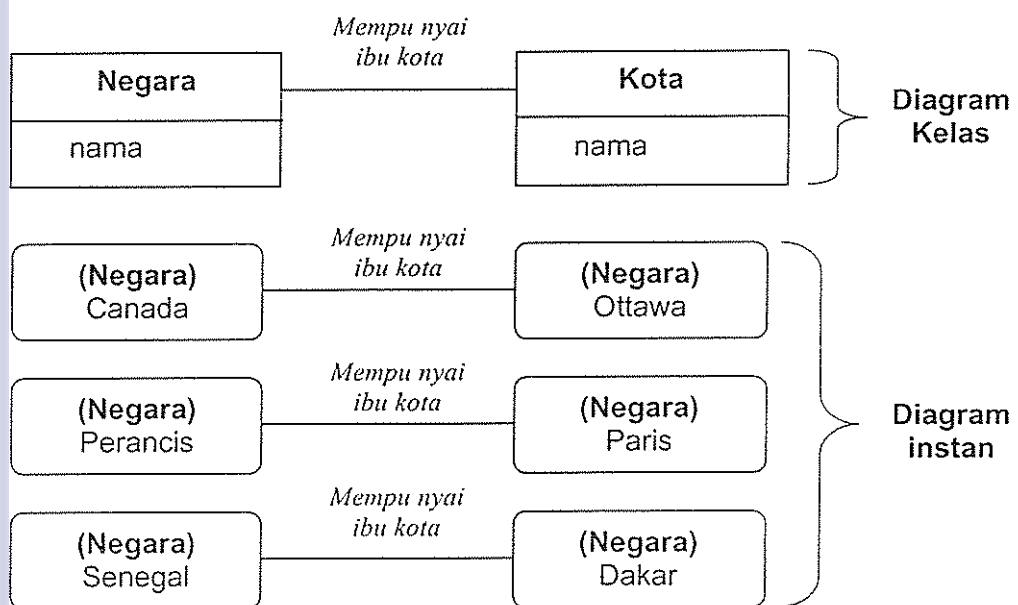 Mempu nyai
ibu kota
Negara
Kota
nama
nama
Diagram
Kelas
Mempu nyai
ibu kota
(Negara)
Canada
(Negara)
Ottawa
Mempu nyai
ibu kota
(Negara)
Perancis
(Negara)
Paris
Diagram
instan
Mempu nyai
ibu kota
(Negara)
Senegal
(Negara)
Dakar